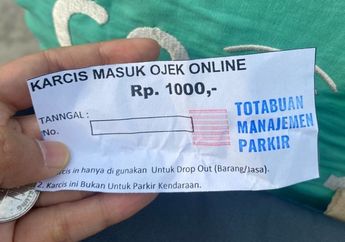 KARCIS MASUK OJEK ONLINE
Rp. 1000,-
TANNGAL :
No.
TOTABUAN
MANAJEMEN
PARKIR
in hanya di gunakan Untuk Drop Out (Barang/Jasa).
2. Karcis ini Bukan Untuk Parkir Kendaraan.